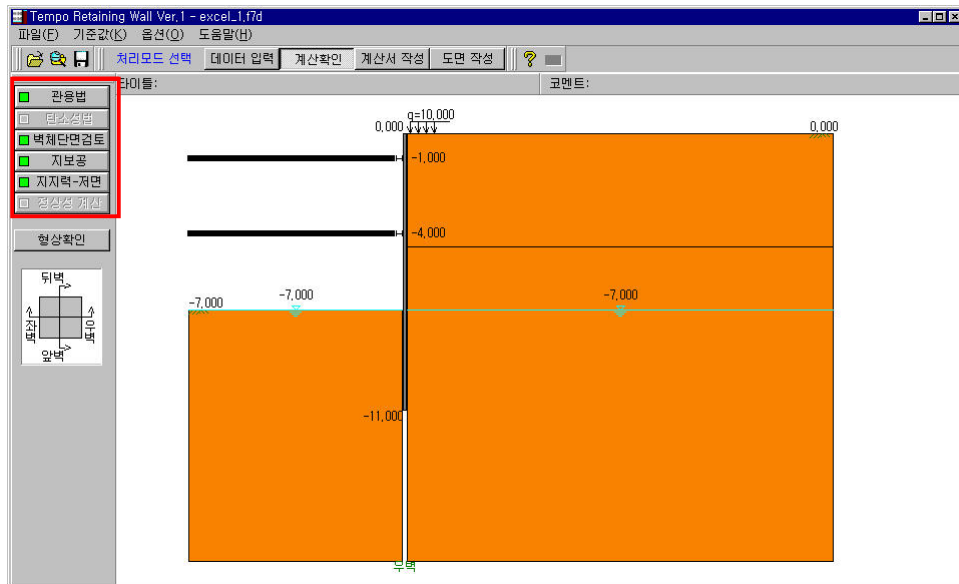 Tempo Retaining Wall Ver.1 - excel_1.f7d
파일(F) 기준값(K) 옵션(O) 도움말(H)
처리모드 선택 데이터 입력 계산확인 계산서 작성 도면 작성
타이틀: 코멘트:
관용법
탄소성법
벽체단면검토
지보공
지지력-저면
정상성 계산
형상확인
뒤벽
좌벽
우벽
앞벽
q=10,000
0,000
0,000
-1,000
-4,000
-7,000
-7,000
-7,000
-11,000
우벽